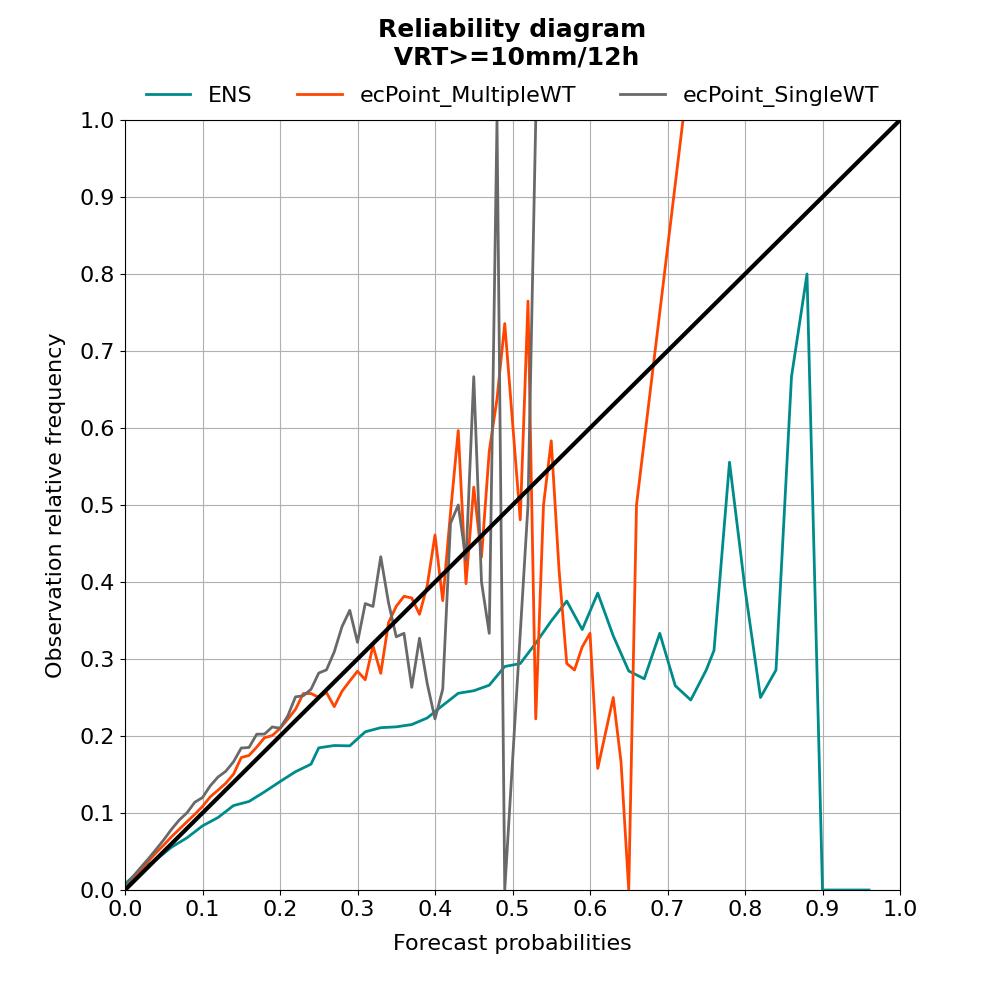 Reliability diagram
VRT>=10mm/12h
ENS ecPoint_MultipleWT ecPoint_SingleWT
1.0
0.9
0.8
0.7
0.6
0.5
0.4
0.3
0.2
0.1
0.0
Observation relative frequency
0.0 0.1 0.2 0.3 0.4 0.5 0.6 0.7 0.8 0.9 1.0
Forecast probabilities